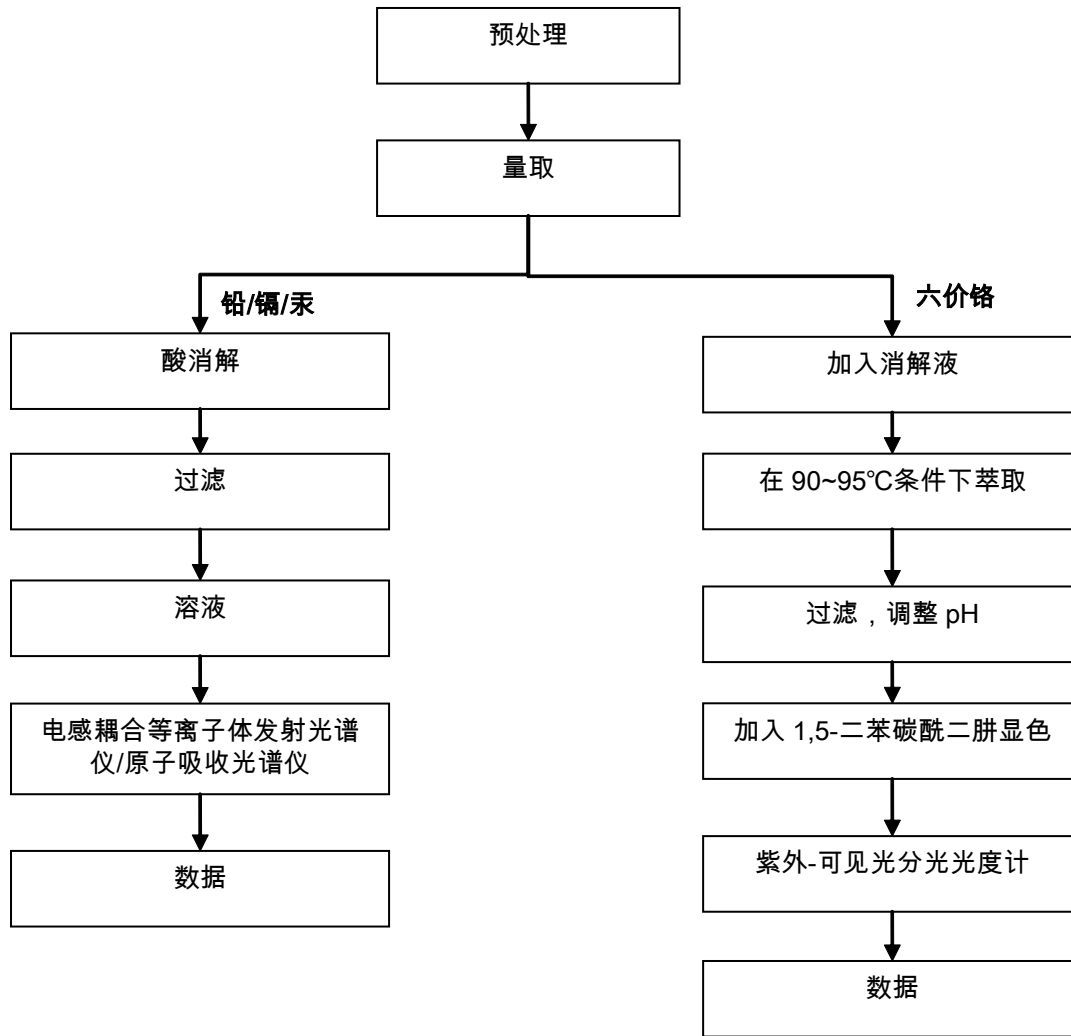 预处理
量取
铅/镉/汞
酸消解
过滤
溶液
电感耦合等离子体发射光谱
仪/原子吸收光谱仪
数据
六价铬
加入消解液
在 90~95℃条件下萃取
过滤，调整 pH
加入 1,5-二苯碳酰二肼显色
紫外-可见光分光光度计
数据